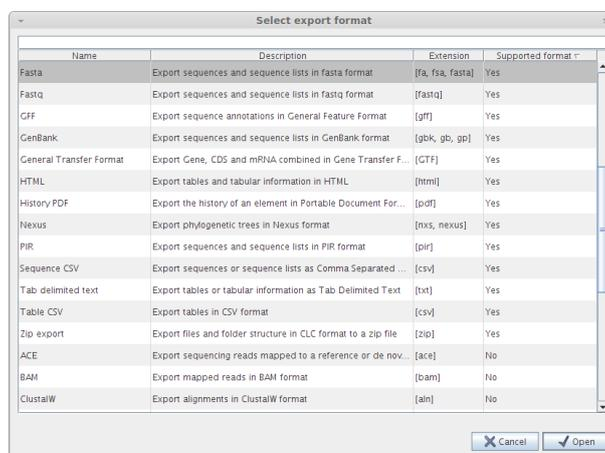 Select export format
Name Description Extension Supported format
Fasta Export sequences and sequence lists in fasta format [fa, fsa, fasta] Yes
Fastq Export sequences and sequence lists in fastq format [fastq] Yes
GFF Export sequence annotations in General Feature Format [gff] Yes
GenBank Export sequences and sequence lists in GenBank format [gbk, gb, gp] Yes
General Transfer Format Export Gene, CDS and mRNA combined in Gene Transfer F... [GTF] Yes
HTML Export tables and tabular information in HTML [html] Yes
History PDF Export the history of an element in Portable Document For... [pdf] Yes
Nexus Export phylogenetic trees in Nexus format [nxs, nexus] Yes
PIR Export sequences and sequence lists in PIR format [pir] Yes
Sequence CSV Export sequences or sequence lists as Comma Separated ... [csv] Yes
Tab delimited text Export tables or tabular information as Tab Delimited Text [txt] Yes
Table CSV Export tables in CSV format [csv] Yes
Zip export Export files and folder structure in CLC format to a zip file [zip] Yes
ACE Export sequencing reads mapped to a reference or de nov... [ace] No
BAM Export mapped reads in BAM format [bam] No
ClustalW Export alignments in ClustalW format [aln] No
Cancel Open